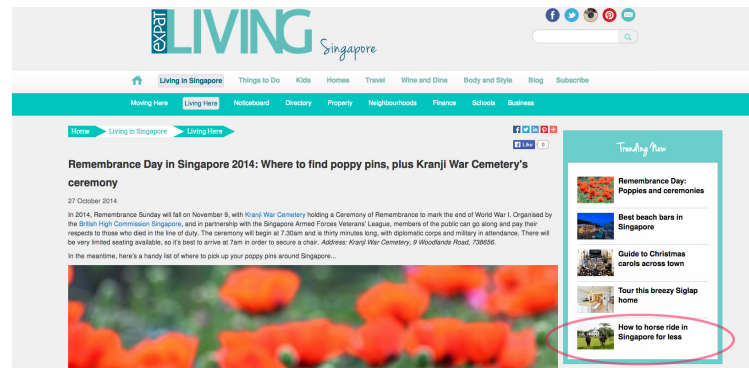 expat
LIVING
Singapore
Living in Singapore Things to Do Kids Homes Travel Wine and Dine Body and Style Blog Subscribe
Moving Here Living Here Noticeboard Directory Property Neighbourhoods Finance Schools Business
Home Living in Singapore Living Here
Like 0
Remembrance Day in Singapore 2014: Where to find poppy pins, plus Kranji War Cemetery's
ceremony
27 October 2014
In 2014, Remembrance Sunday will fall on November 9, with Kranji War Cemetery holding a Ceremony of Remembrance to mark the end of World War I. Organised by
the British High Commission Singapore, and in partnership with the Singapore Armed Forces Veterans' League, members of the public can go along and pay their
respects to those who died in the line of duty. The ceremony will begin at 7.30am and is thirty minutes long, with diplomatic corps and military in attendance. There will
be very limited seating available, so it's best to arrive at 7am in order to secure a chair. Address: Kranji War Cemetery, 9 Woodlands Road, 738656.
In the meantime, here's a handy list of where to pick up your poppy pins around Singapore...
Trending Now
Remembrance Day:
Poppies and ceremonies
Best beach bars in
Singapore
Guide to Christmas
carols across town
Tour this breezy Siglap
home
How to horse ride in
Singapore for less